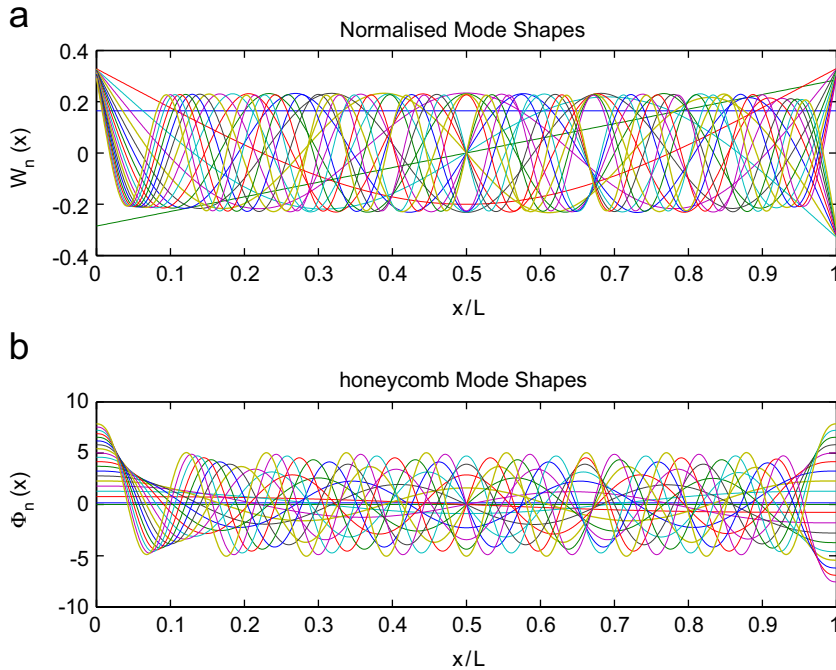 a
Normalised Mode Shapes
0.4
0.2
0
-0.2
-0.4
W_n (x)
0 0.1 0.2 0.3 0.4 0.5 0.6 0.7 0.8 0.9 1
x/L
b
honeycomb Mode Shapes
10
5
0
-5
-10
Φ_n (x)
0 0.1 0.2 0.3 0.4 0.5 0.6 0.7 0.8 0.9 1
x/L